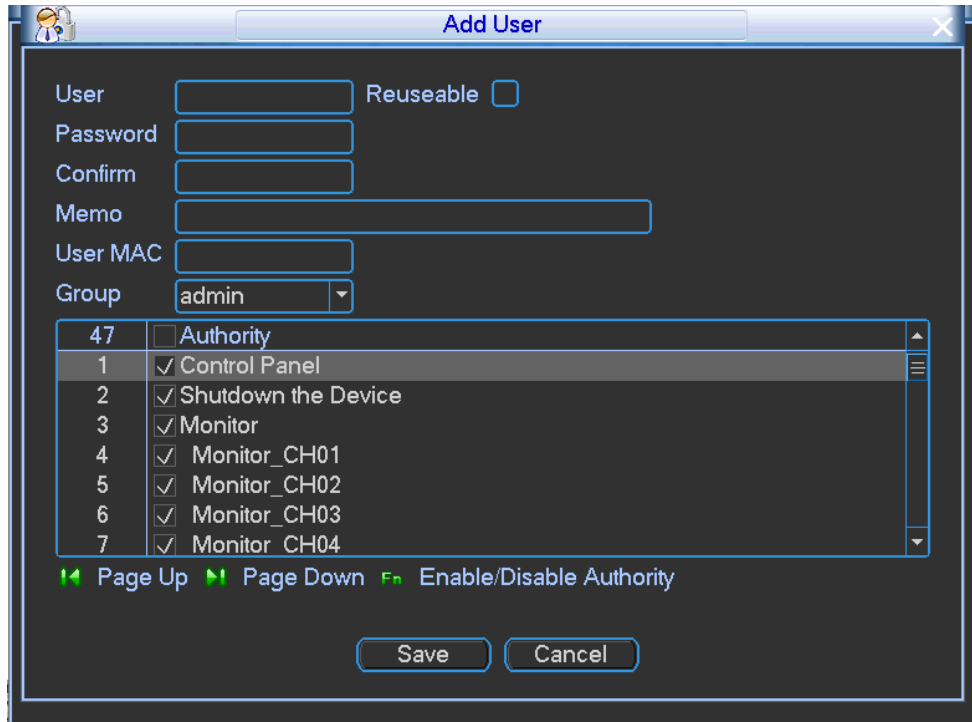 Add User
User Reuseable
Password
Confirm
Memo
User MAC
Group admin
47 Authority
1 Control Panel
2 Shutdown the Device
3 Monitor
4 Monitor_CH01
5 Monitor_CH02
6 Monitor_CH03
7 Monitor_CH04
Page Up Page Down Fn Enable/Disable Authority
Save Cancel